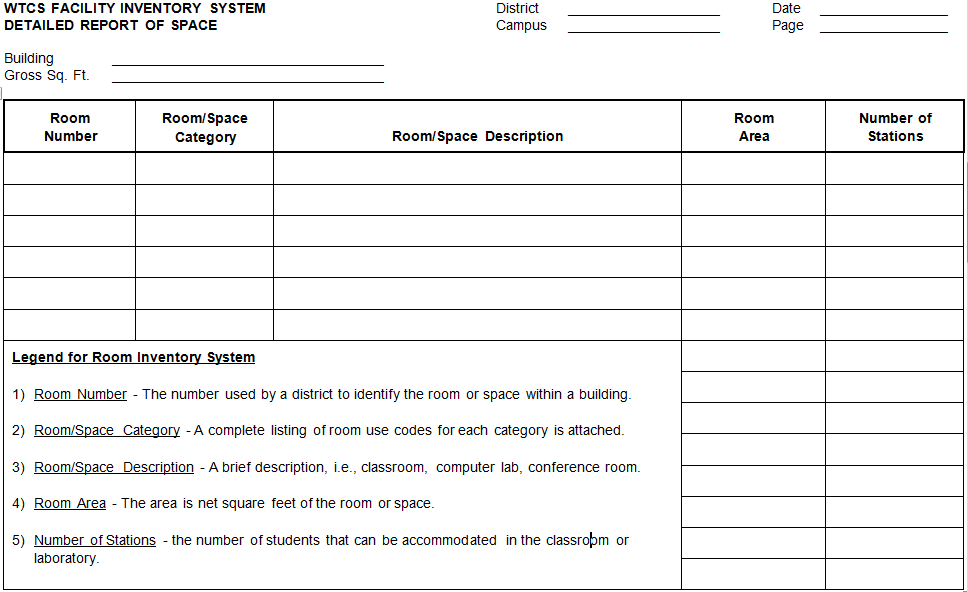 WTCS FACILITY INVENTORY SYSTEM
DETAILED REPORT OF SPACE
District
Campus
Date
Page
Building
Gross Sq. Ft.
Room Number
Room/Space Category
Room/Space Description
Room Area
Number of Stations
Legend for Room Inventory System
1) Room Number - The number used by a district to identify the room or space within a building.
2) Room/Space Category - A complete listing of room use codes for each category is attached.
3) Room/Space Description - A brief description, i.e., classroom, computer lab, conference room.
4) Room Area - The area is net square feet of the room or space.
5) Number of Stations - the number of students that can be accommodated in the classroom or
laboratory.